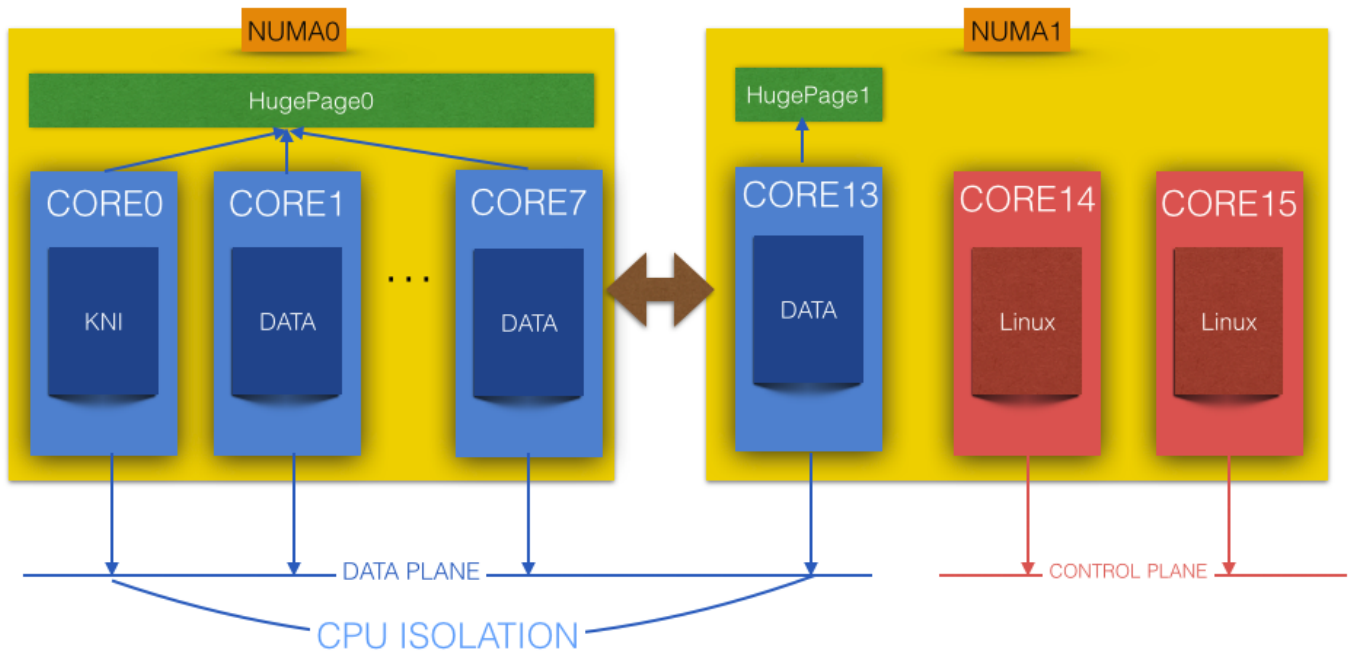 NUMA0
NUMA1
HugePage0
HugePage1
CORE0
CORE1
CORE7
CORE13
CORE14
CORE15
...
KNI
DATA
DATA
DATA
Linux
Linux
DATA PLANE
CONTROL PLANE
CPU ISOLATION